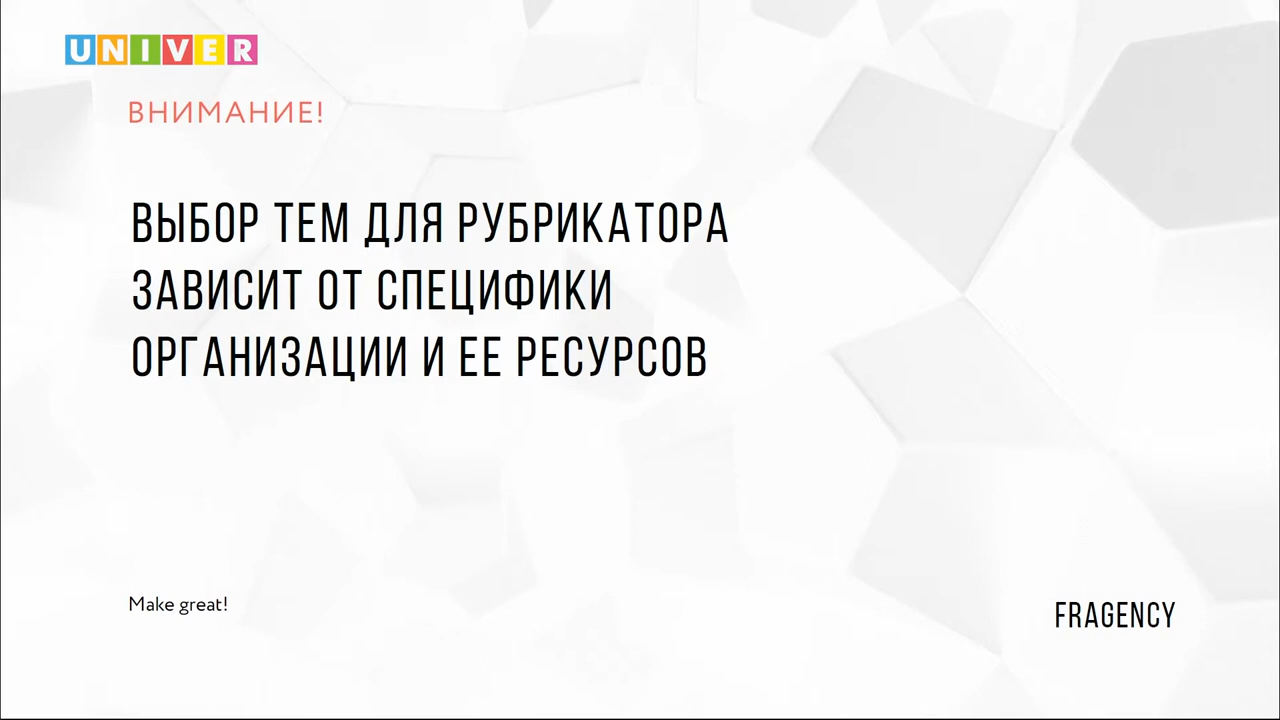 UNIVER
ВНИМАНИЕ!
ВЫБОР ТЕМ ДЛЯ РУБРИКАТОРА
ЗАВИСИТ ОТ СПЕЦИФИКИ
ОРГАНИЗАЦИИ И ЕЕ РЕСУРСОВ
Make great!
FRAGENCY